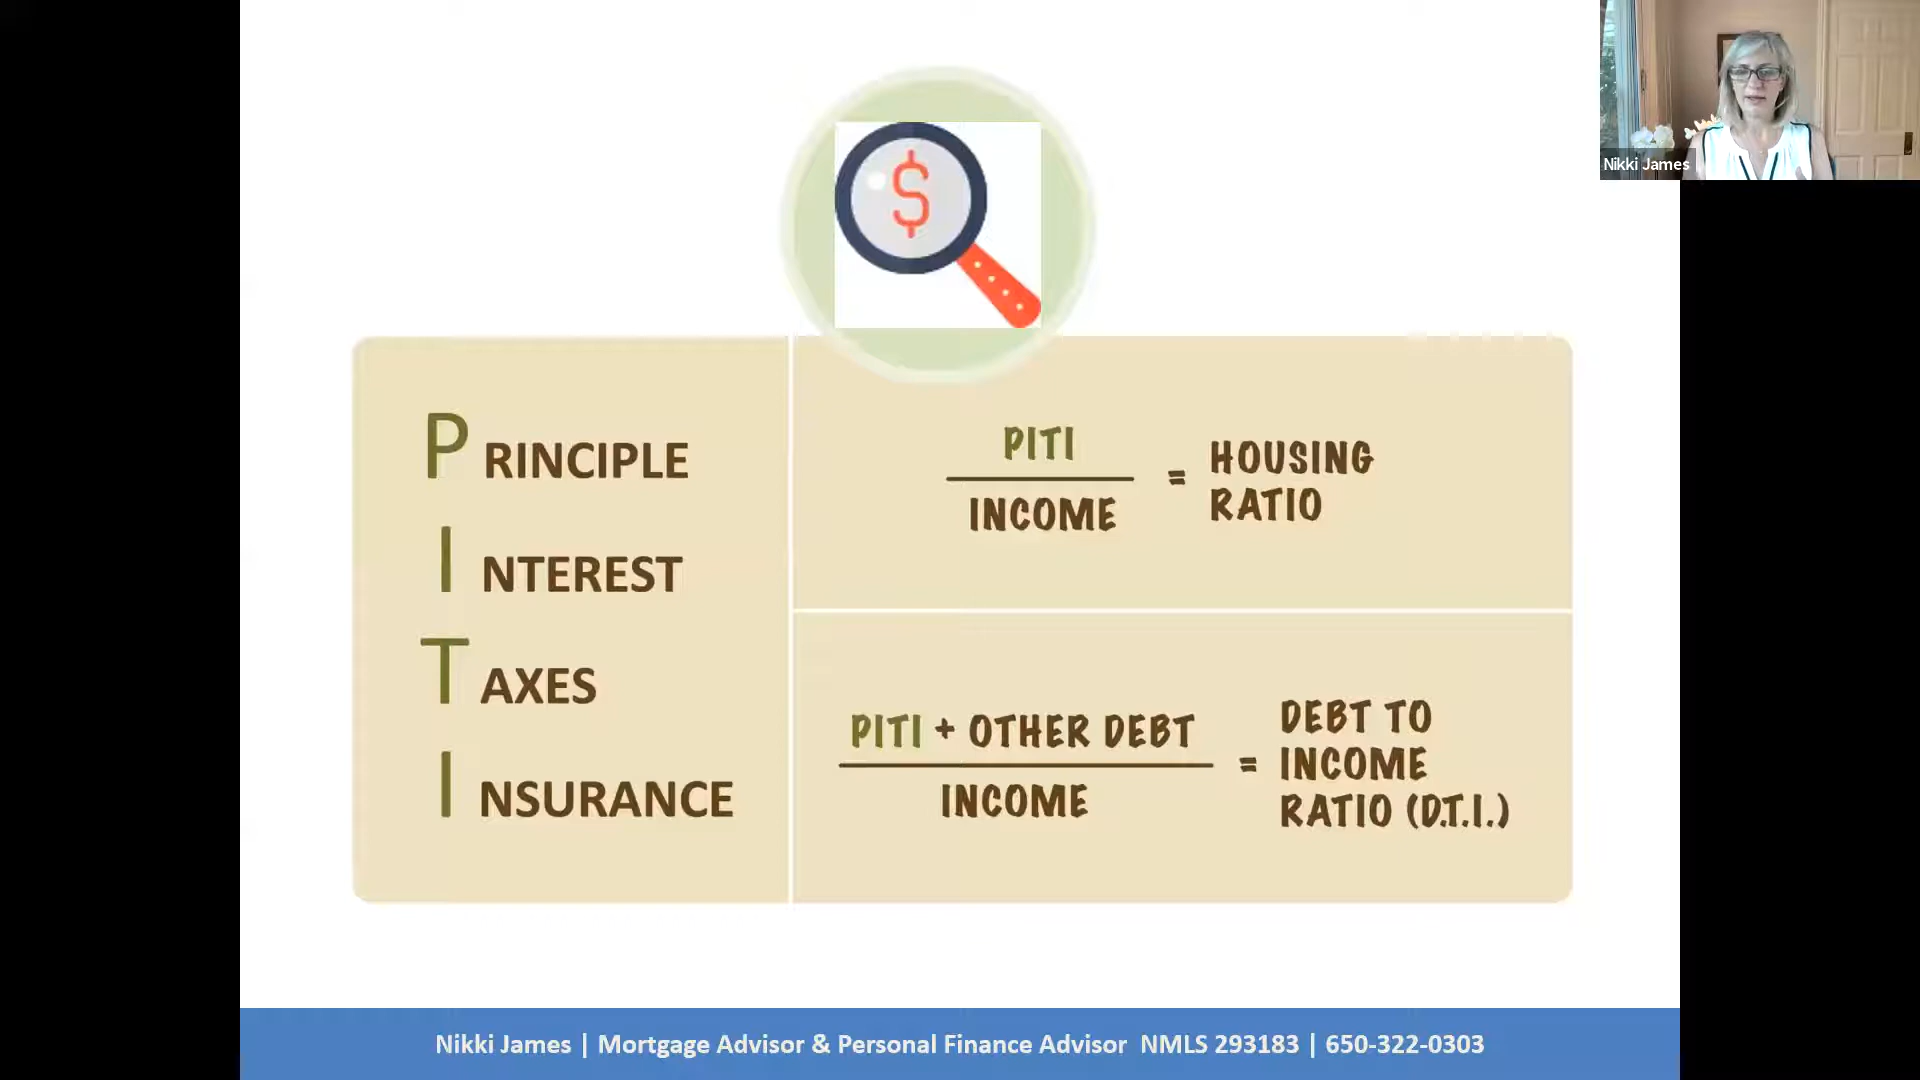 Nikki James
$
PRINCIPLE
INTEREST
TAXES
INSURANCE
PITI
INCOME
=
HOUSING
RATIO
PITI + OTHER DEBT
INCOME
=
DEBT TO
INCOME
RATIO (D.T.I.)
Nikki James | Mortgage Advisor & Personal Finance Advisor NMLS 293183 | 650-322-0303